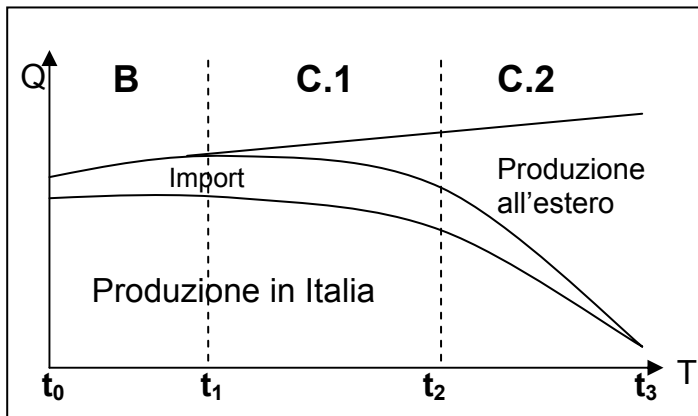 Q
B
C.1
C.2
Import
Produzione
all'estero
Produzione in Italia
t0
t1
t2
t3
T